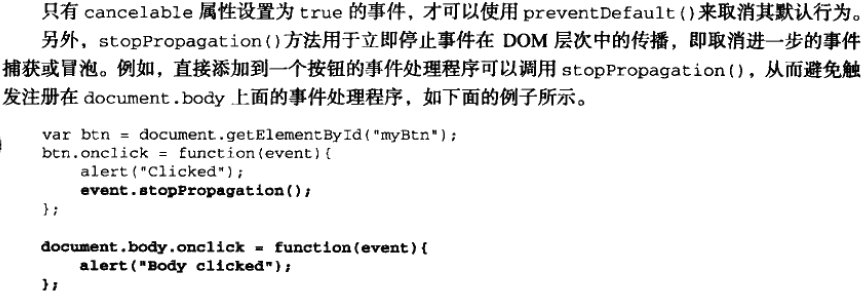 只有 cancelable 属性设置为 true 的事件，才可以使用 preventDefault()来取消其默认行为。
另外，stopPropagation()方法用于立即停止事件在 DOM 层次中的传播，即取消进一步的事件
捕获或冒泡。例如，直接添加到一个按钮的事件处理程序可以调用 stopPropagation()，从而避免触
发注册在 document.body 上面的事件处理程序，如下面的例子所示。
var btn = document.getElementById("myBtn");
btn.onclick = function(event){
alert("Clicked");
event.stopPropagation();
};
document.body.onclick = function(event){
alert("Body clicked");
};